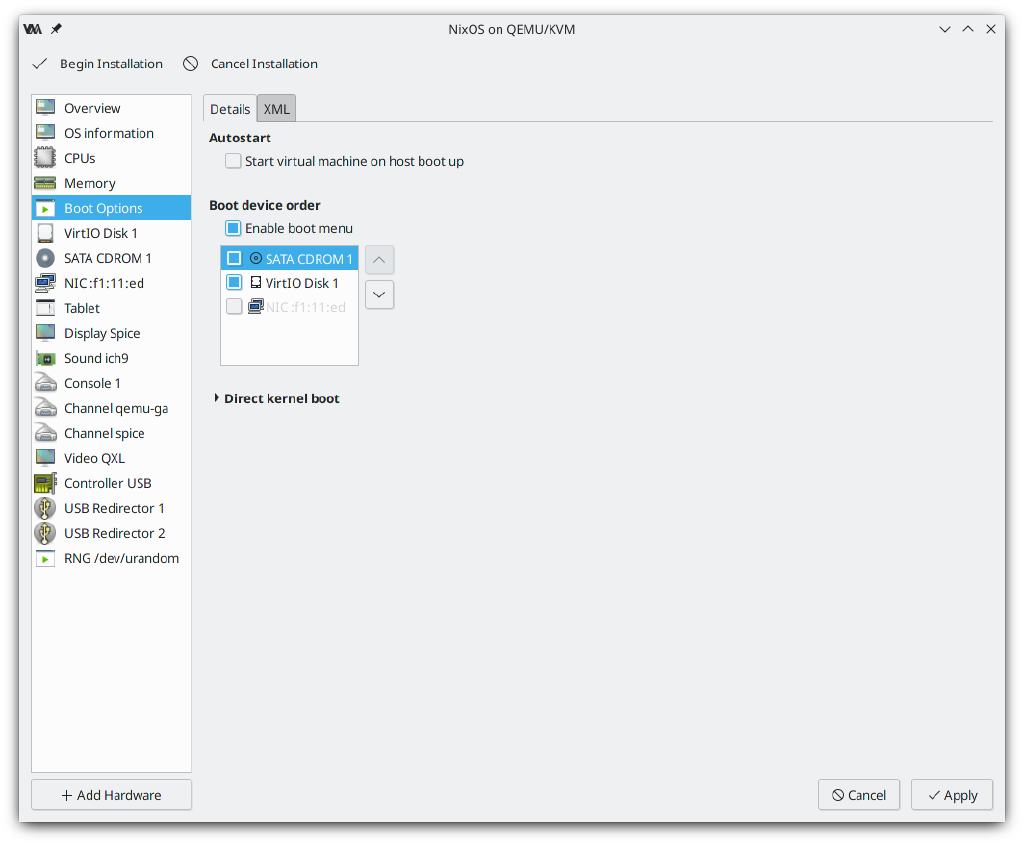 NixOS on QEMU/KVM
Begin Installation
Cancel Installation
Overview
OS information
CPUs
Memory
Boot Options
VirtIO Disk 1
SATA CDROM 1
NIC :f1:11:ed
Tablet
Display Spice
Sound ich9
Console 1
Channel qemu-ga
Channel spice
Video QXL
Controller USB
USB Redirector 1
USB Redirector 2
RNG /dev/urandom
Add Hardware
Details
XML
Autostart
Start virtual machine on host boot up
Boot device order
Enable boot menu
SATA CDROM 1
VirtIO Disk 1
NIC :f1:11:ed
Direct kernel boot
Cancel
Apply